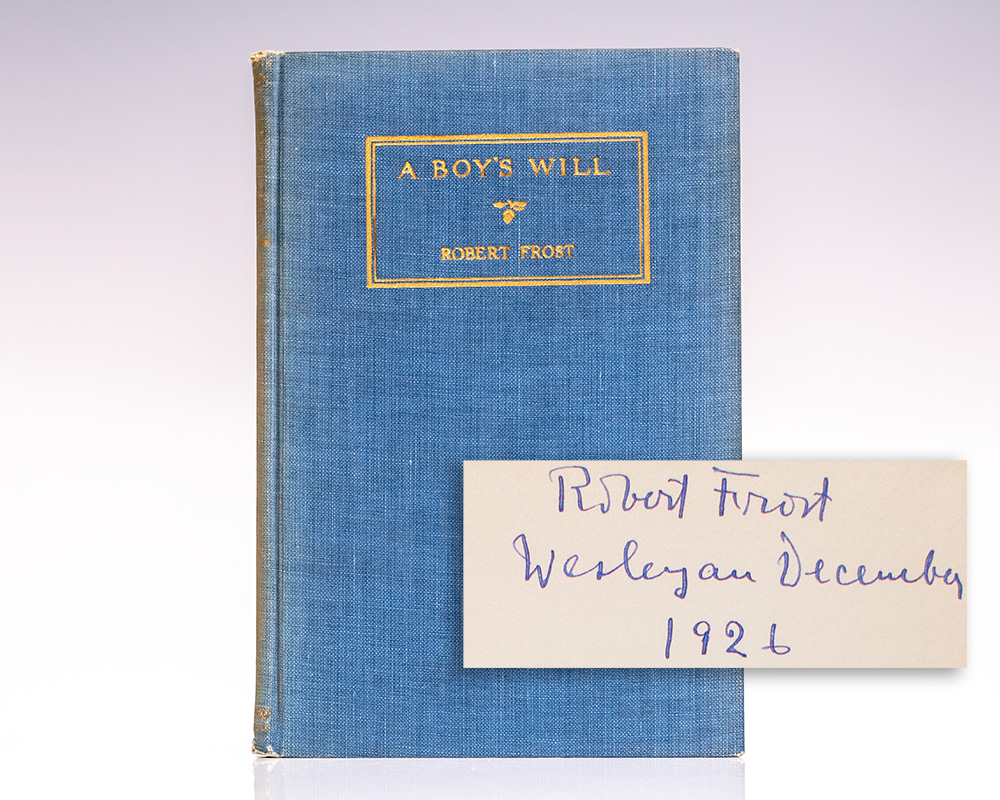 A BOY'S WILL
ROBERT FROST
Robert Frost
Wesleyan December
1926